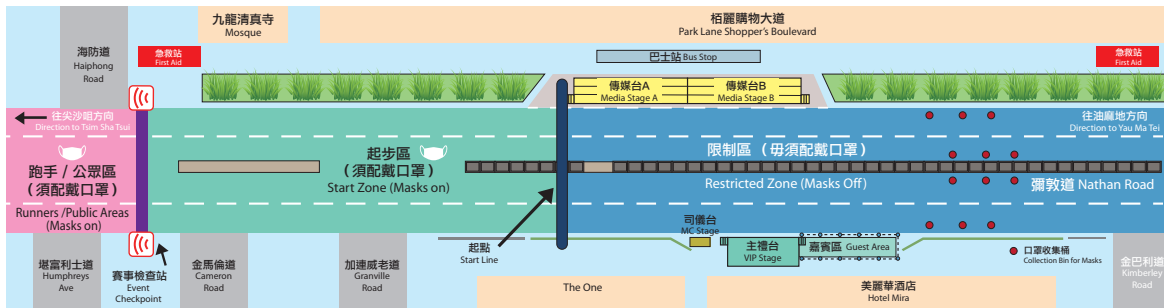 九龍清真寺
Mosque
栢麗購物大道
Park Lane Shopper's Boulevard
海防道
Haiphong
Road
急救站
First Aid
巴士站 Bus Stop
急救站
First Aid
傳媒台A
Media Stage A
傳媒台B
Media Stage B
往尖沙咀方向
Direction to Tsim Sha Tsui
往油麻地方向
Direction to Yau Ma Tei
跑手 / 公眾區
(須配戴口罩)
Runners /Public Areas
(Masks on)
起步區
(須配戴口罩)
Start Zone (Masks on)
限制區 (毋須配戴口罩)
Restricted Zone (Masks Off)
彌敦道 Nathan Road
堪富利士道
Humphreys
Ave
賽事檢查站
Event
Checkpoint
金馬倫道
Cameron
Road
加連威老道
Granville
Road
起點
Start Line
司儀台
MC Stage
主禮台
VIP Stage
嘉賓區 Guest Area
口罩收集桶
Collection Bin for Masks
金巴利道
Kimberley
Road
The One
美麗華酒店
Hotel Mira